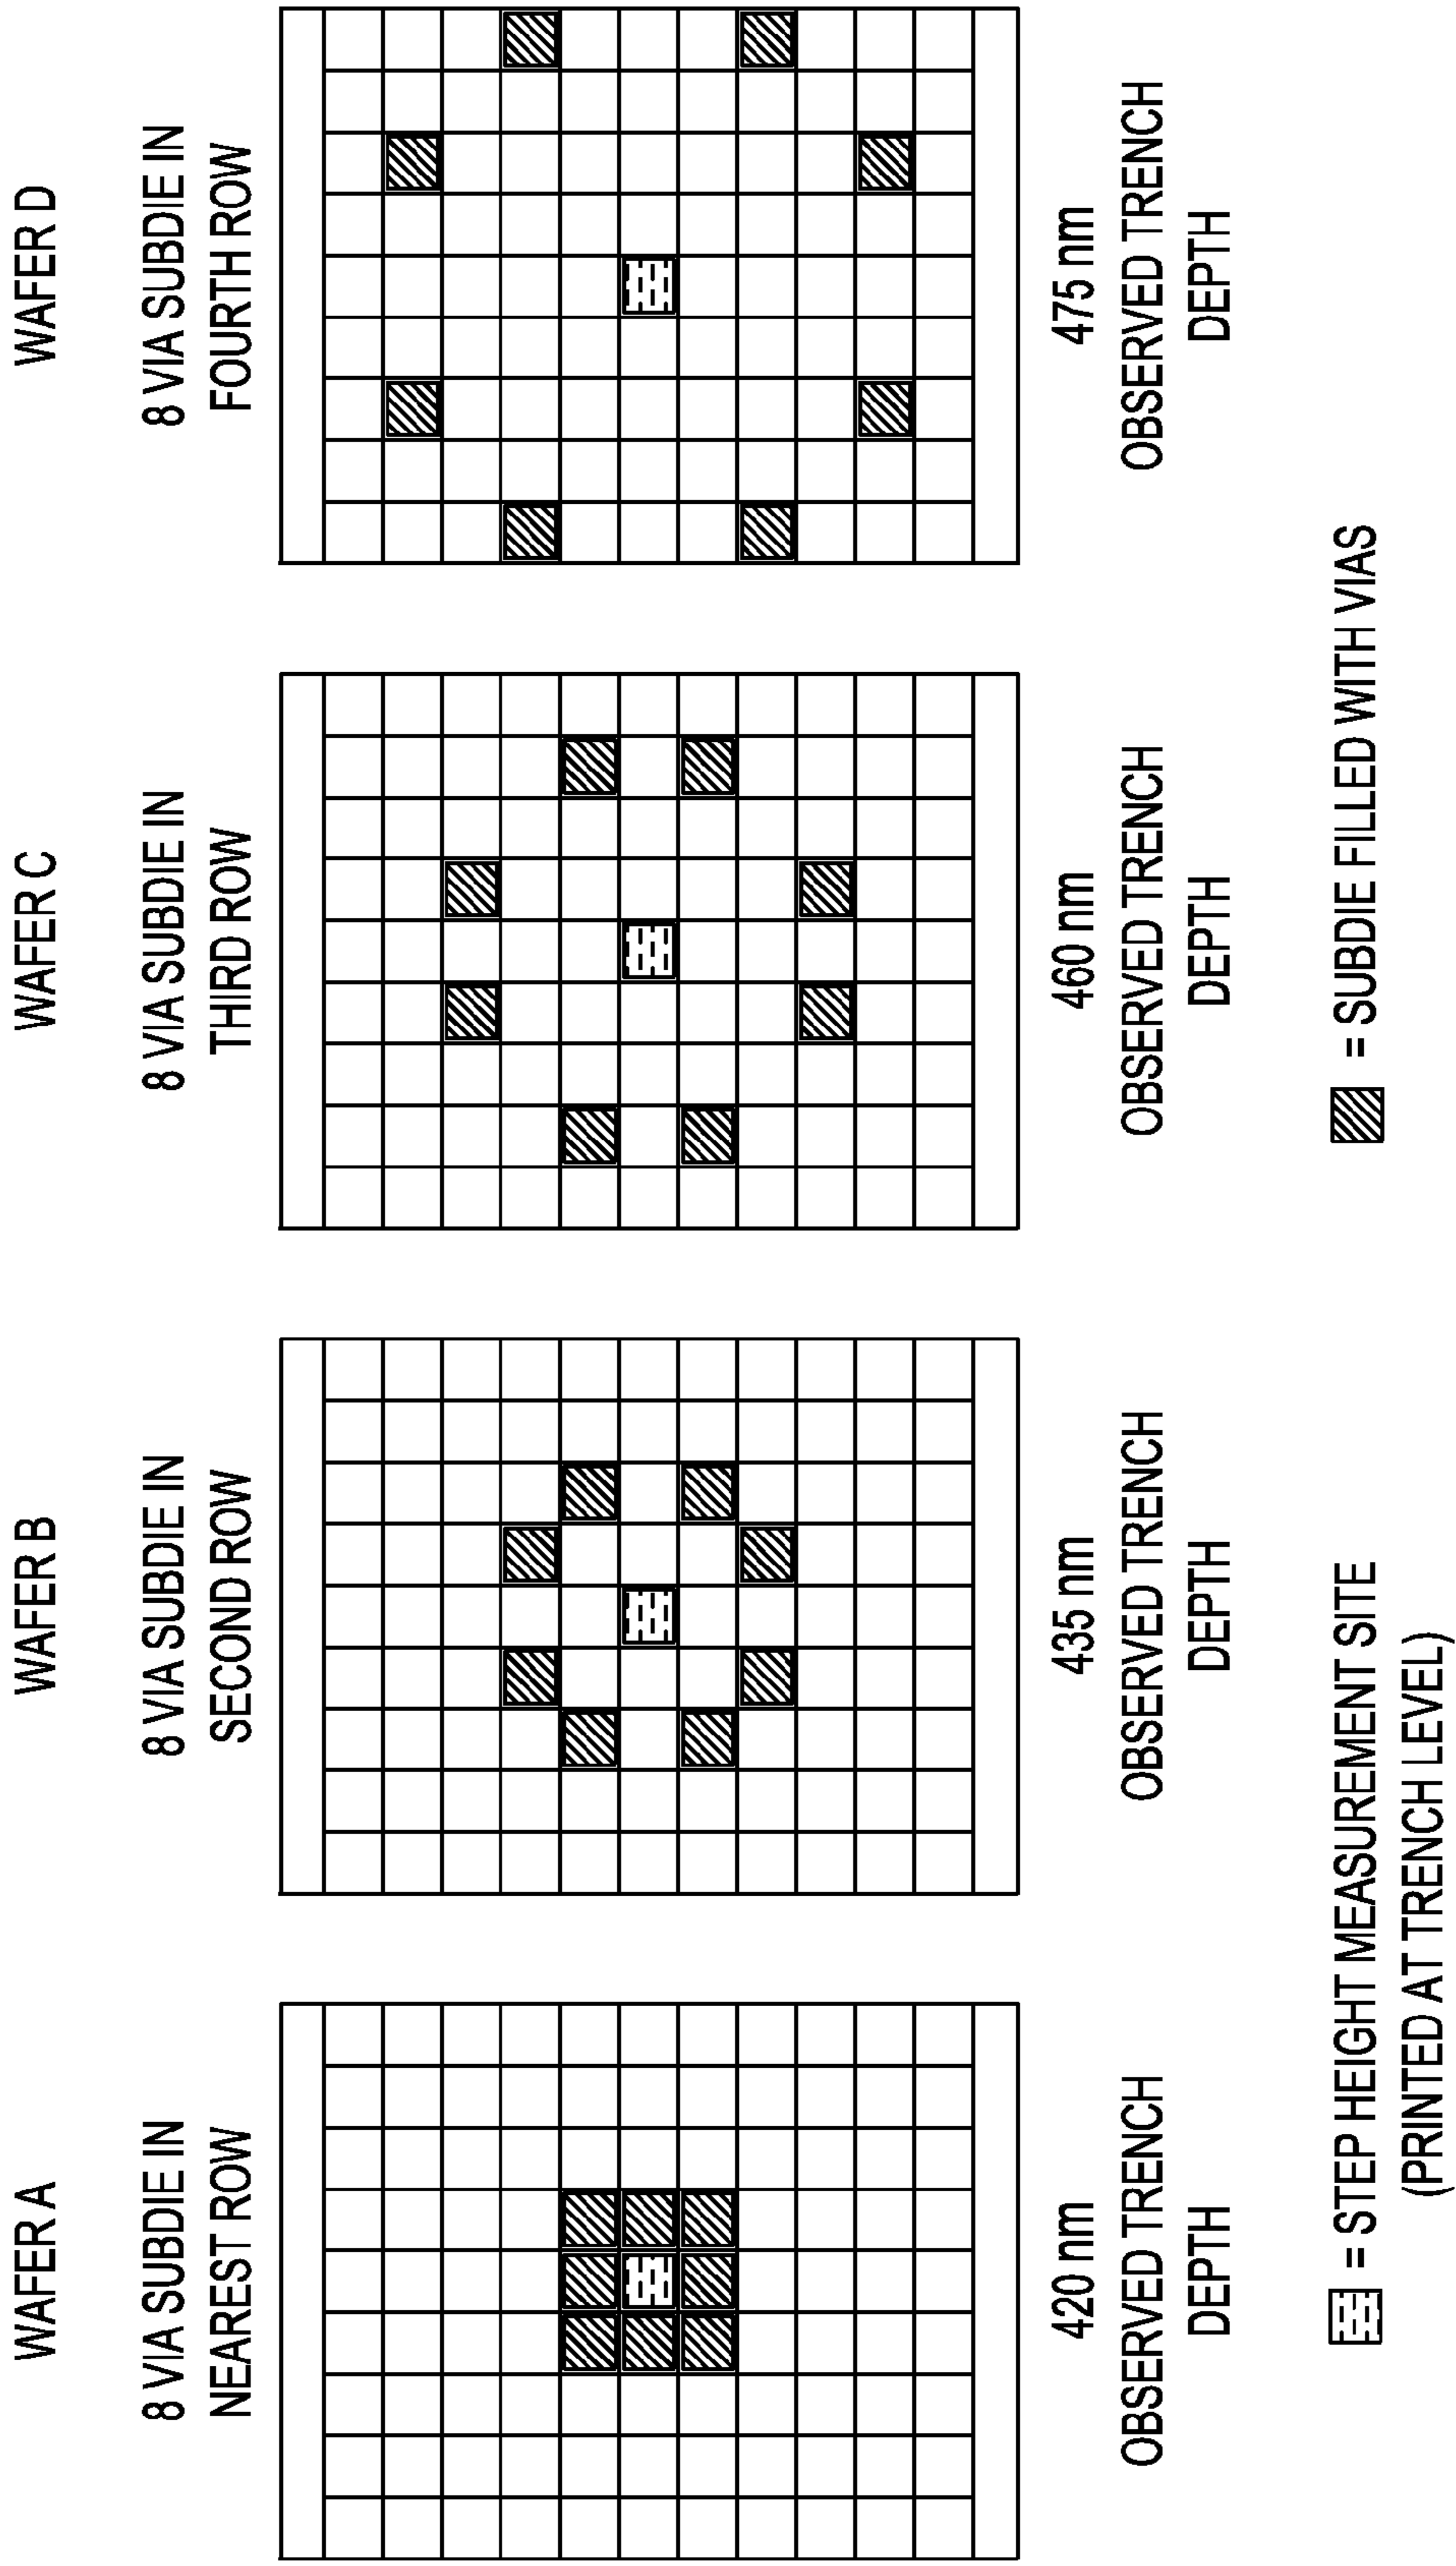 WAFER A
8 VIA SUBDIE IN
NEAREST ROW
420 nm
OBSERVED TRENCH
DEPTH
WAFER B
8 VIA SUBDIE IN
SECOND ROW
435 nm
OBSERVED TRENCH
DEPTH
WAFER C
8 VIA SUBDIE IN
THIRD ROW
460 nm
OBSERVED TRENCH
DEPTH
WAFER D
8 VIA SUBDIE IN
FOURTH ROW
475 nm
OBSERVED TRENCH
DEPTH
= STEP HEIGHT MEASUREMENT SITE
(PRINTED AT TRENCH LEVEL)
= SUBDIE FILLED WITH VIAS